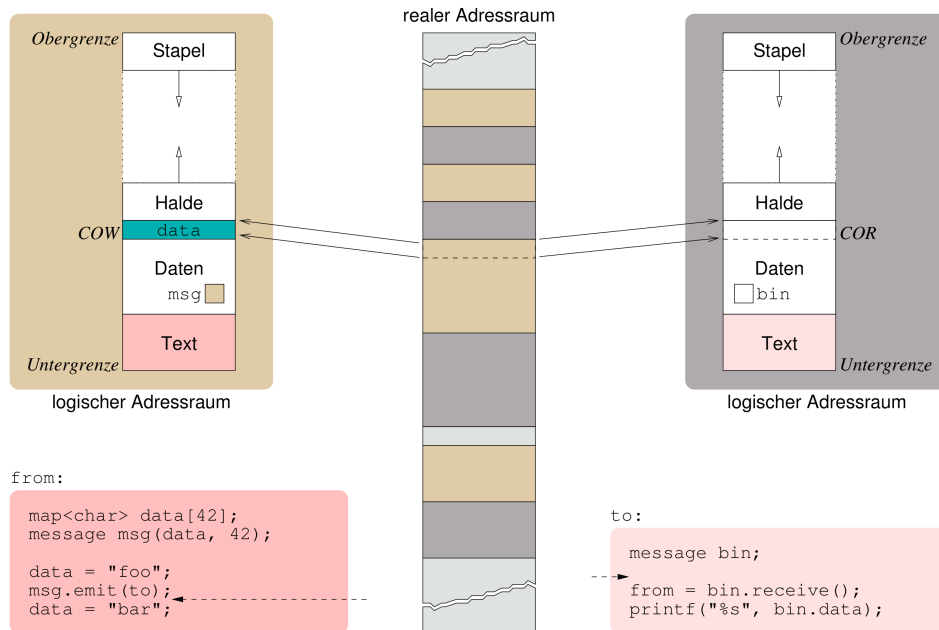 realer Adressraum
Obergrenze
Stapel
Halde
COW
data
Daten
msg
Text
Untergrenze
logischer Adressraum
Obergrenze
Stapel
Halde
COR
Daten
bin
Text
Untergrenze
logischer Adressraum
from:
map<char> data[42];
message msg(data, 42);
data = "foo";
msg.emit(to);
data = "bar";
to:
message bin;
from = bin.receive();
printf("%s", bin.data);